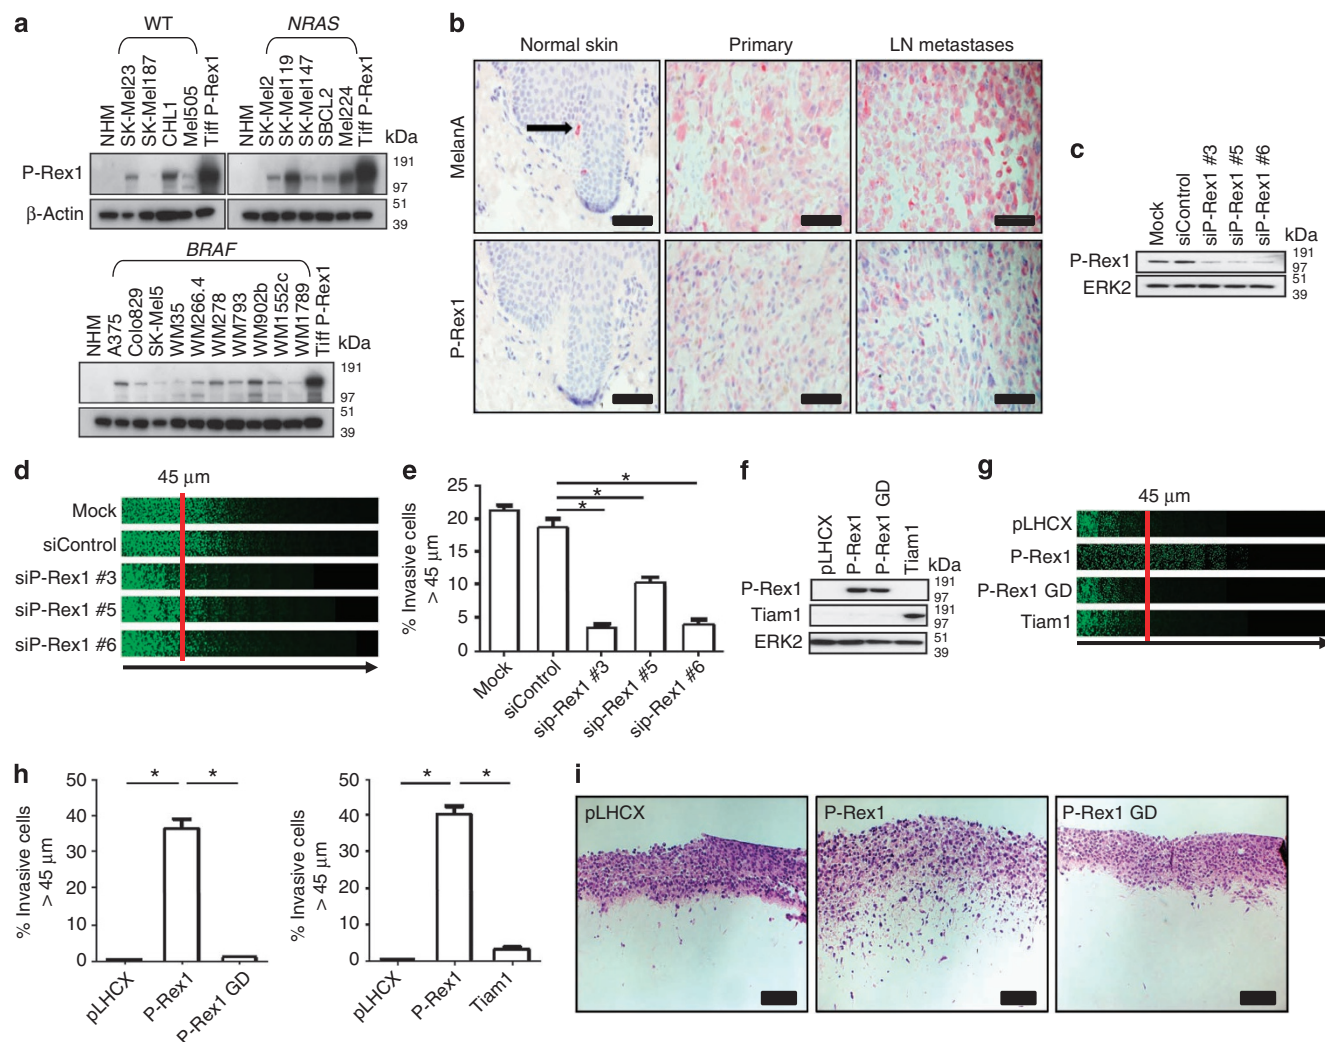 a
WT
NRAS
NHM
SK-Mel23
SK-Mel187
CHL1
Mel505
Tiff P-Rex1
NHM
SK-Mel2
SK-Mel119
SK-Mel147
SBCL2
Mel224
Tiff P-Rex1
kDa
P-Rex1
191
97
β-Actin
51
39
BRAF
NHM
A375
Colo829
SK-Mel5
WM35
WM266.4
WM278
WM793
WM902b
WM1552c
WM1789
Tiff P-Rex1
kDa
191
97
51
39
b
Normal skin
Primary
LN metastases
MelanA
P-Rex1
c
Mock
siControl
siP-Rex1 #3
siP-Rex1 #5
siP-Rex1 #6
kDa
P-Rex1
191
97
ERK2
51
39
d
45 μm
Mock
siControl
siP-Rex1 #3
siP-Rex1 #5
siP-Rex1 #6
e
% Invasive cells
> 45 μm
25
20
15
10
5
0
*
*
*
Mock
siControl
sip-Rex1 #3
sip-Rex1 #5
sip-Rex1 #6
f
pLHCX
P-Rex1
P-Rex1 GD
Tiam1
kDa
P-Rex1
191
97
Tiam1
191
97
ERK2
51
39
g
45 μm
pLHCX
P-Rex1
P-Rex1 GD
Tiam1
h
% Invasive cells
> 45 μm
50
40
30
20
10
0
*
*
pLHCX
P-Rex1
P-Rex1 GD
% Invasive cells
> 45 μm
50
40
30
20
10
0
*
*
pLHCX
P-Rex1
Tiam1
i
pLHCX
P-Rex1
P-Rex1 GD